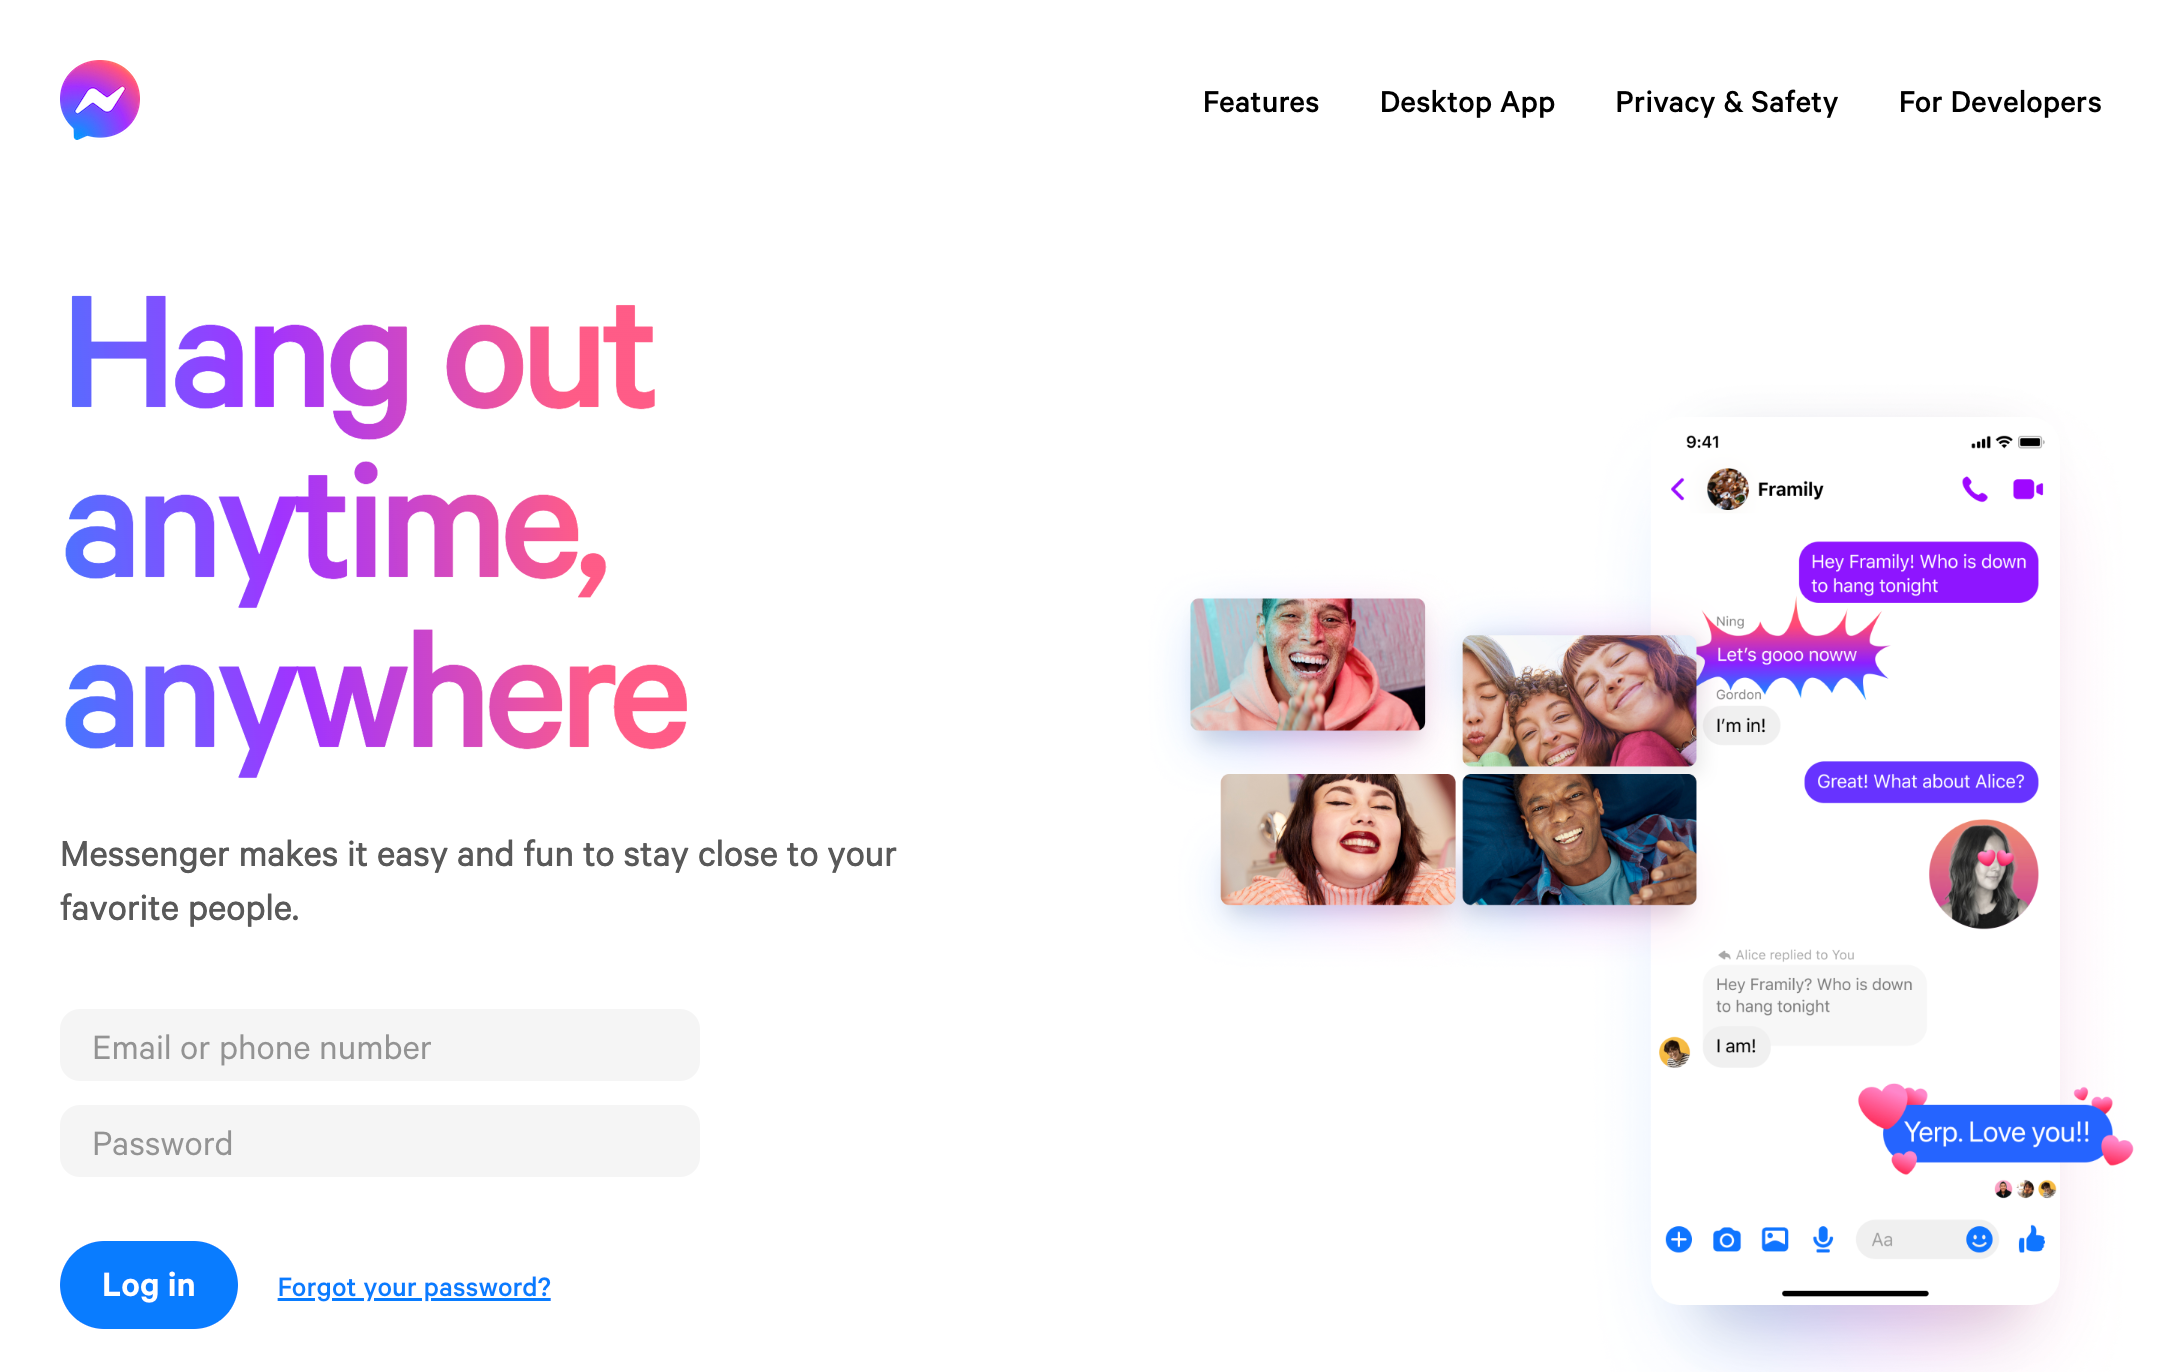 Features
Desktop App
Privacy & Safety
For Developers
Hang out
anytime,
anywhere
Messenger makes it easy and fun to stay close to your
favorite people.
Email or phone number
Password
Log in
Forgot your password?
9:41
Framily
Hey Framily! Who is down
to hang tonight
Ning
Let's gooo noww
Gordon
I'm in!
Great! What about Alice?
Alice replied to You
Hey Framily? Who is down
to hang tonight
I am!
Yerp. Love you!!
Aa